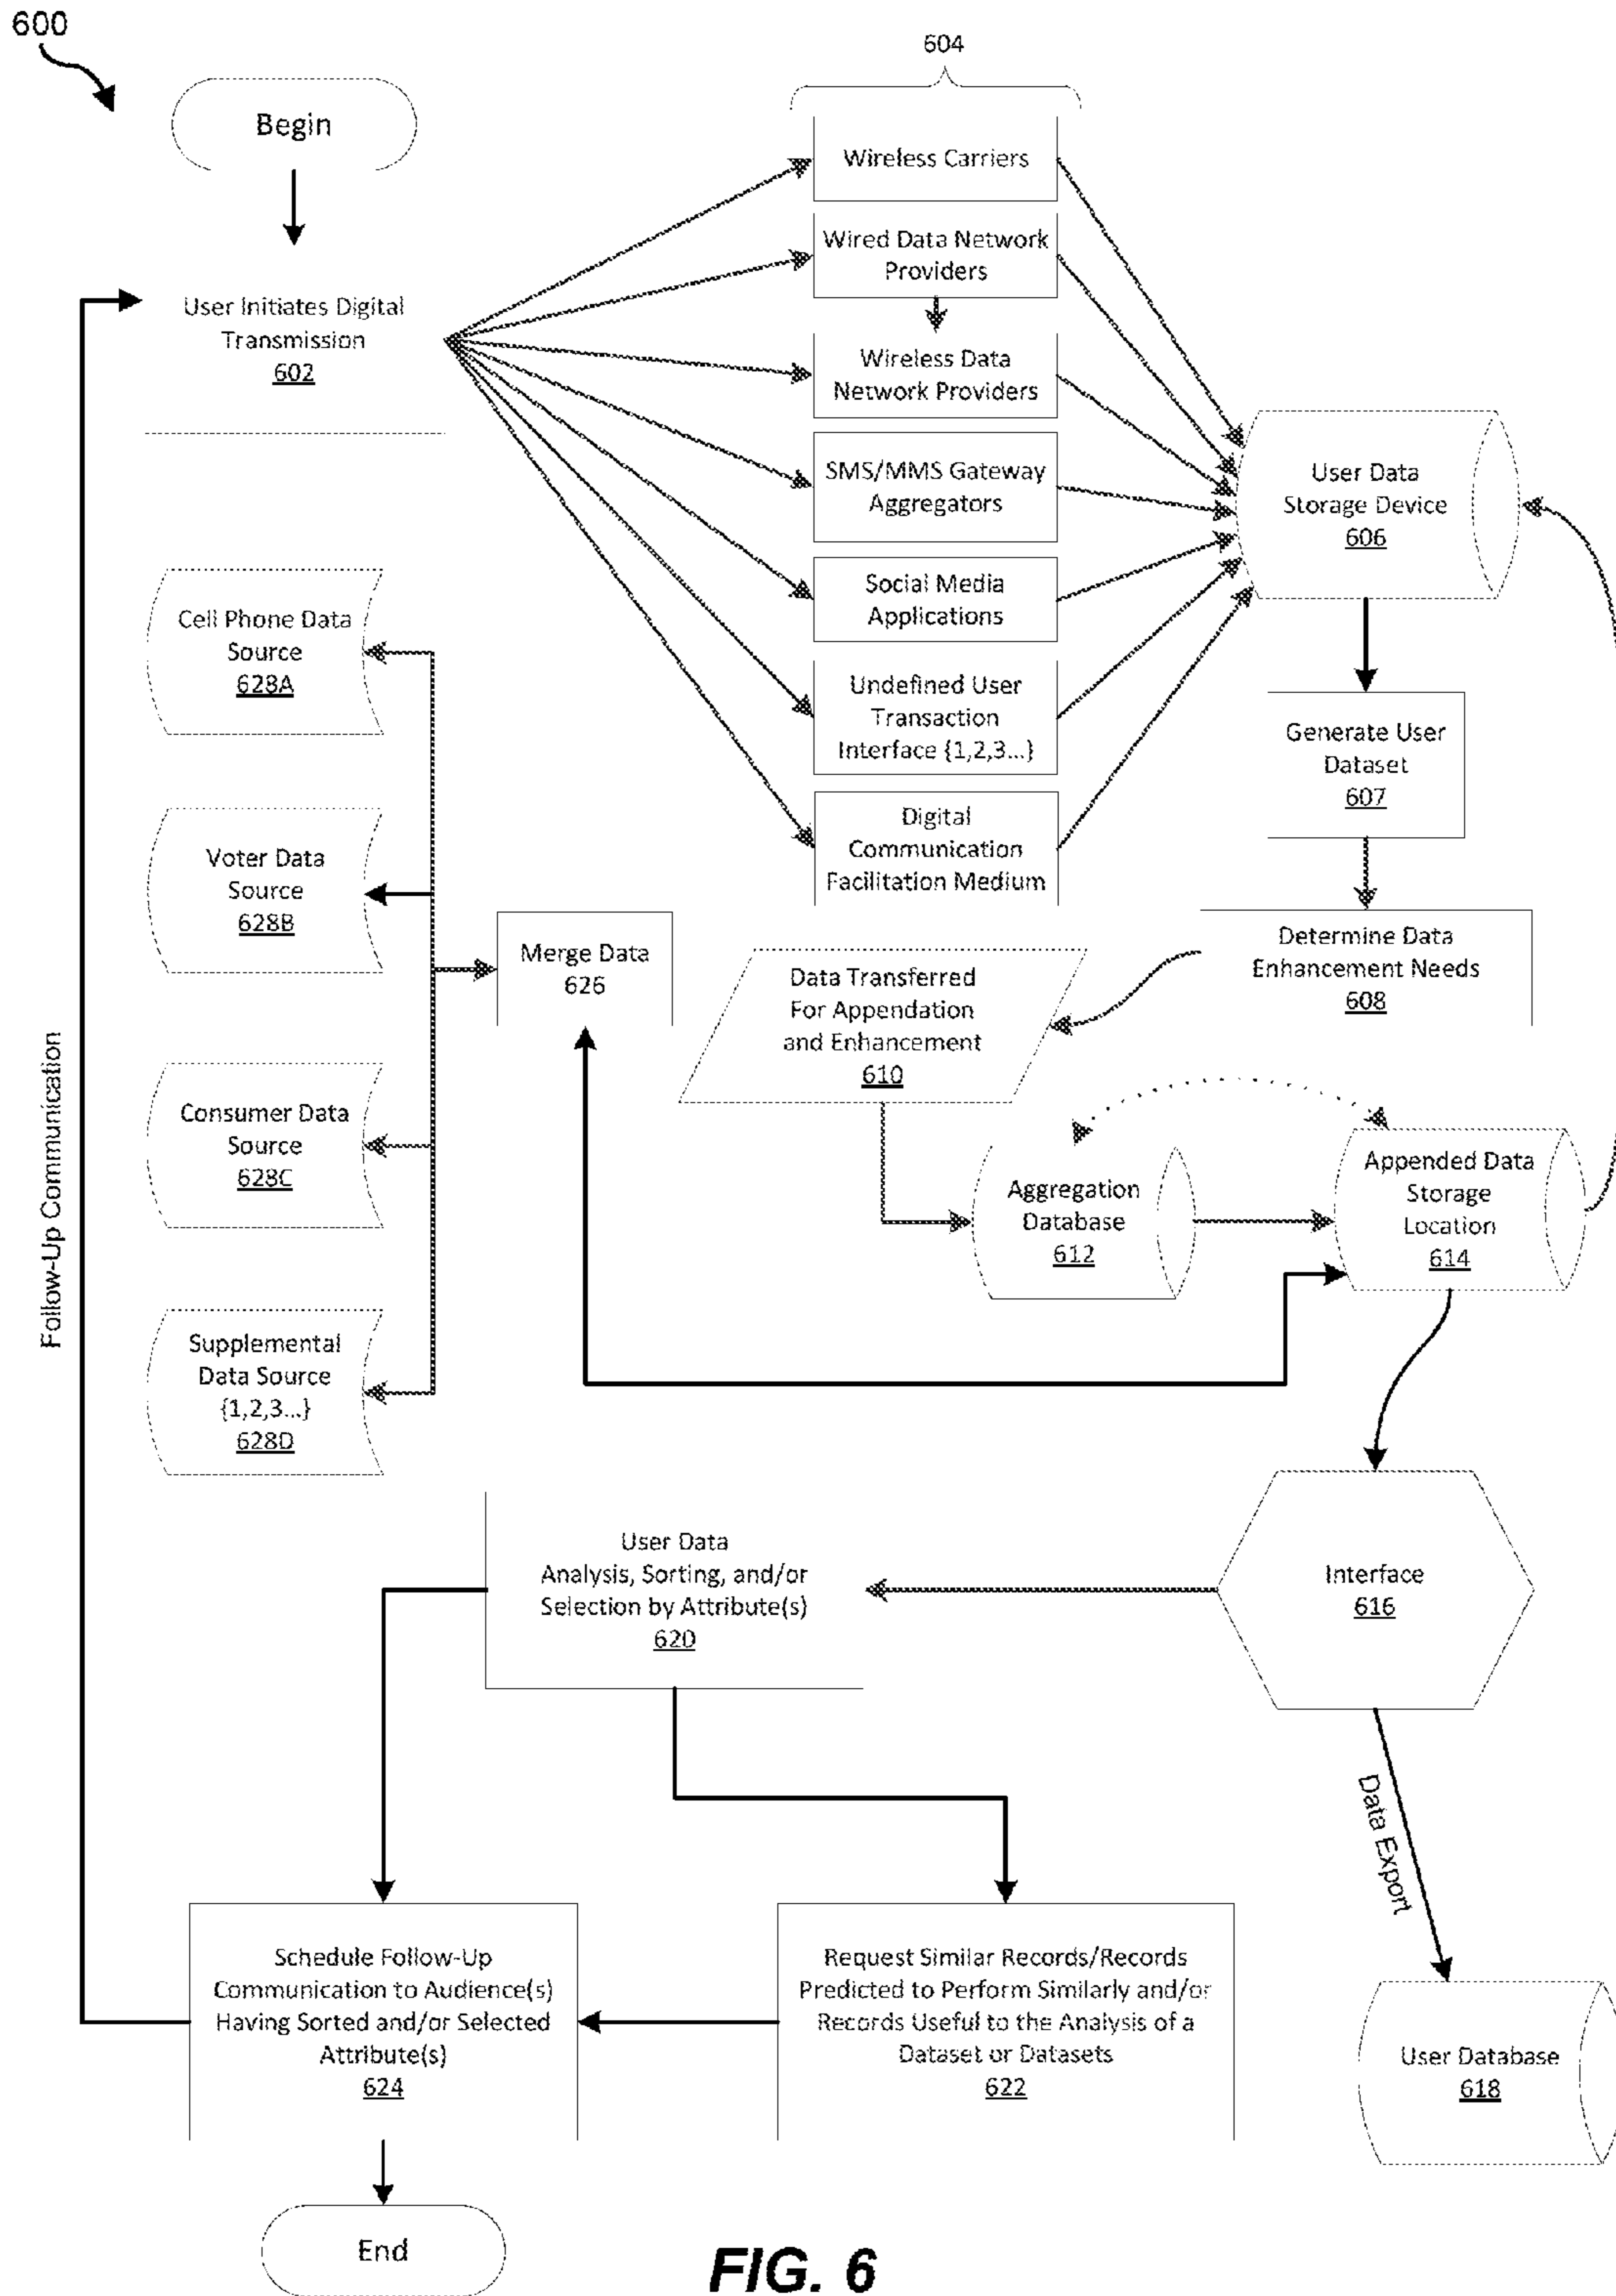 600
604
Begin
Wireless Carriers
Wired Data Network
Providers
User Initiates Digital
Transmission
602
Wireless Data
Network Providers
SMS/MMS Gateway
Aggregators
Social Media
Applications
Undefined User
Transaction
Interface {1,2,3...}
Digital
Communication
Facilitation Medium
User Data
Storage Device
606
Generate User
Dataset
607
Determine Data
Enhancement Needs
608
Cell Phone Data
Source
628A
Voter Data
Source
628B
Consumer Data
Source
628C
Supplemental
Data Source
{1,2,3...}
628D
Merge Data
626
Data Transferred
For Appendation
and Enhancement
610
Aggregation
Database
612
Appended Data
Storage
Location
614
Follow-Up Communication
User Data
Analysis, Sorting, and/or
Selection by Attribute(s)
620
Interface
616
Data Export
Schedule Follow-Up
Communication to Audience(s)
Having Sorted and/or Selected
Attribute(s)
624
Request Similar Records/Records
Predicted to Perform Similarly and/or
Records Useful to the Analysis of a
Dataset or Datasets
622
User Database
618
End
FIG. 6